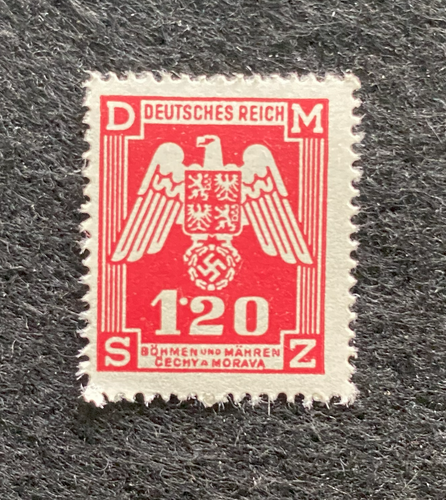 D DEUTSCHES REICH M
1·20
S BÖHMEN UND MÄHREN Z
ČECHY A MORAVA